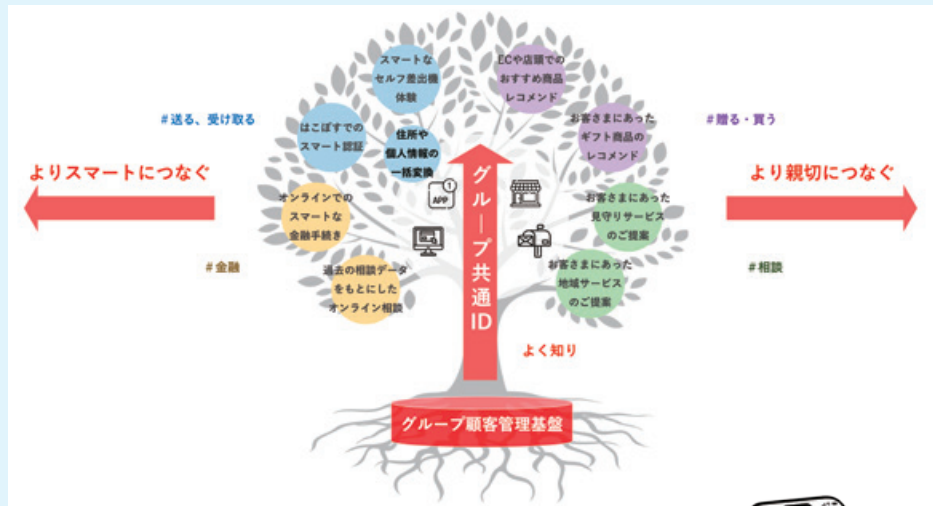 スマートな
セルフ差出機
体験
ECや店頭での
おすすめ商品
レコメンド
#送る、受け取る
はこぽすでの
スマート認証
住所や
個人情報の
一括変換
お客さまにあった
ギフト商品の
レコメンド
#贈る・買う
よりスマートにつなぐ
より親切につなぐ
オンラインでの
スマートな
金融手続き
APP
1
グループ共通ID
お客さまにあった
見守りサービス
のご提案
#金融
過去の相談データ
をもとにした
オンライン相談
お客さまにあった
地域サービス
のご提案
#相談
よく知り
グループ顧客管理基盤